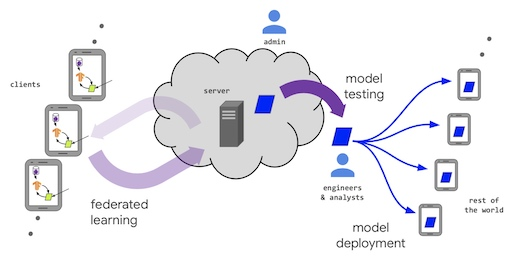 admin
clients
server
model
testing
federated
learning
engineers
& analysts
model
deployment
rest of
the world